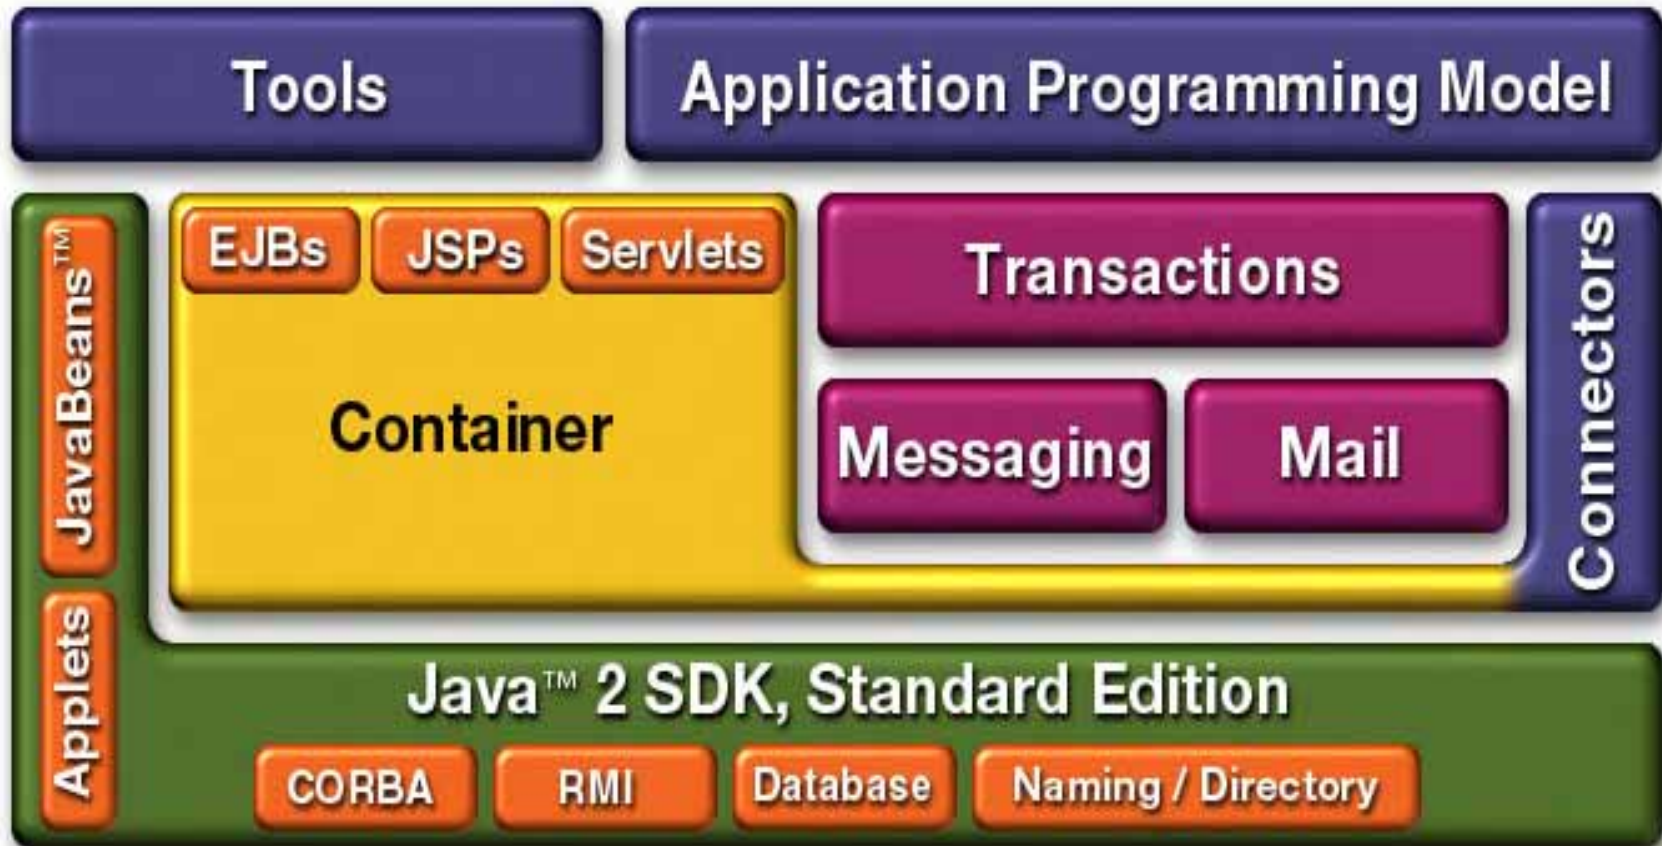 Tools
Application Programming Model
JavaBeans™
Applets
EJBs
JSPs
Servlets
Container
Transactions
Messaging
Mail
Connectors
Java™ 2 SDK, Standard Edition
CORBA
RMI
Database
Naming / Directory